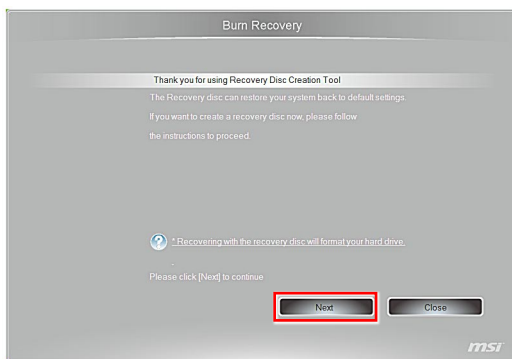 Burn Recovery
Thank you for using Recovery Disc Creation Tool
The Recovery disc can restore your system back to default settings.
If you want to create a recovery disc now, please follow
the instructions to proceed.
* Recovering with the recovery disc will format your hard drive.
Please click [Next] to continue
Next
Close
msi